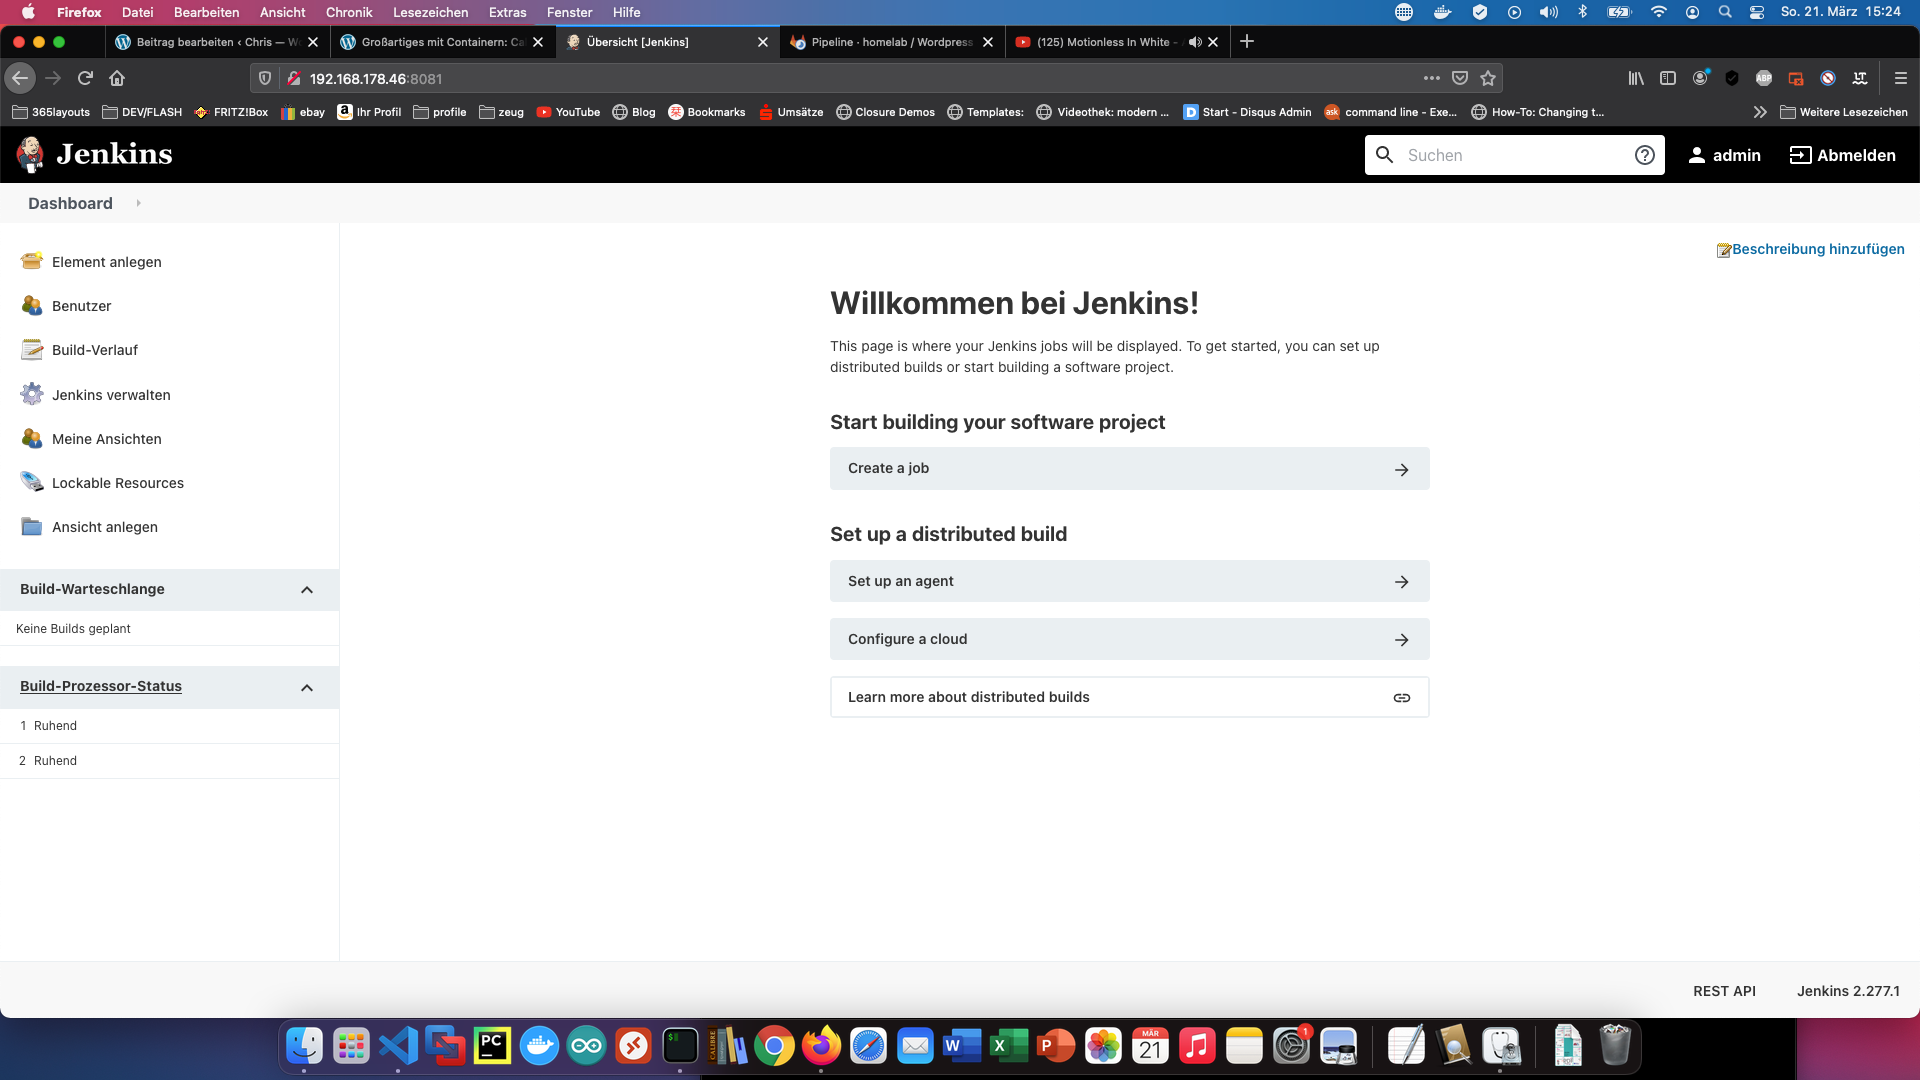 Firefox Datei Bearbeiten Ansicht Chronik Lesezeichen Extras Fenster Hilfe So. 21. März 15:24
Beitrag bearbeiten ‹ Chris — W
Großartiges mit Containern: Ca
Übersicht [Jenkins]
Pipeline · homelab / Wordpress
(125) Motionless In White -
192.168.178.46:8081
ABP
365layouts DEV/FLASH FRITZ!Box ebay Ihr Profil profile zeug YouTube Blog Bookmarks Umsätze Closure Demos Templates: Videothek: modern ... Start - Disqus Admin command line - Exe... How-To: Changing t... Weitere Lesezeichen
Jenkins
Suchen
admin
Abmelden
Dashboard
Beschreibung hinzufügen
Element anlegen
Benutzer
Build-Verlauf
Jenkins verwalten
Meine Ansichten
Lockable Resources
Ansicht anlegen
Build-Warteschlange
Keine Builds geplant
Build-Prozessor-Status
1 Ruhend
2 Ruhend
Willkommen bei Jenkins!
This page is where your Jenkins jobs will be displayed. To get started, you can set up
distributed builds or start building a software project.
Start building your software project
Create a job
Set up a distributed build
Set up an agent
Configure a cloud
Learn more about distributed builds
REST API Jenkins 2.277.1
PC
CALIBRE
W
X
P
MÄR
21
1